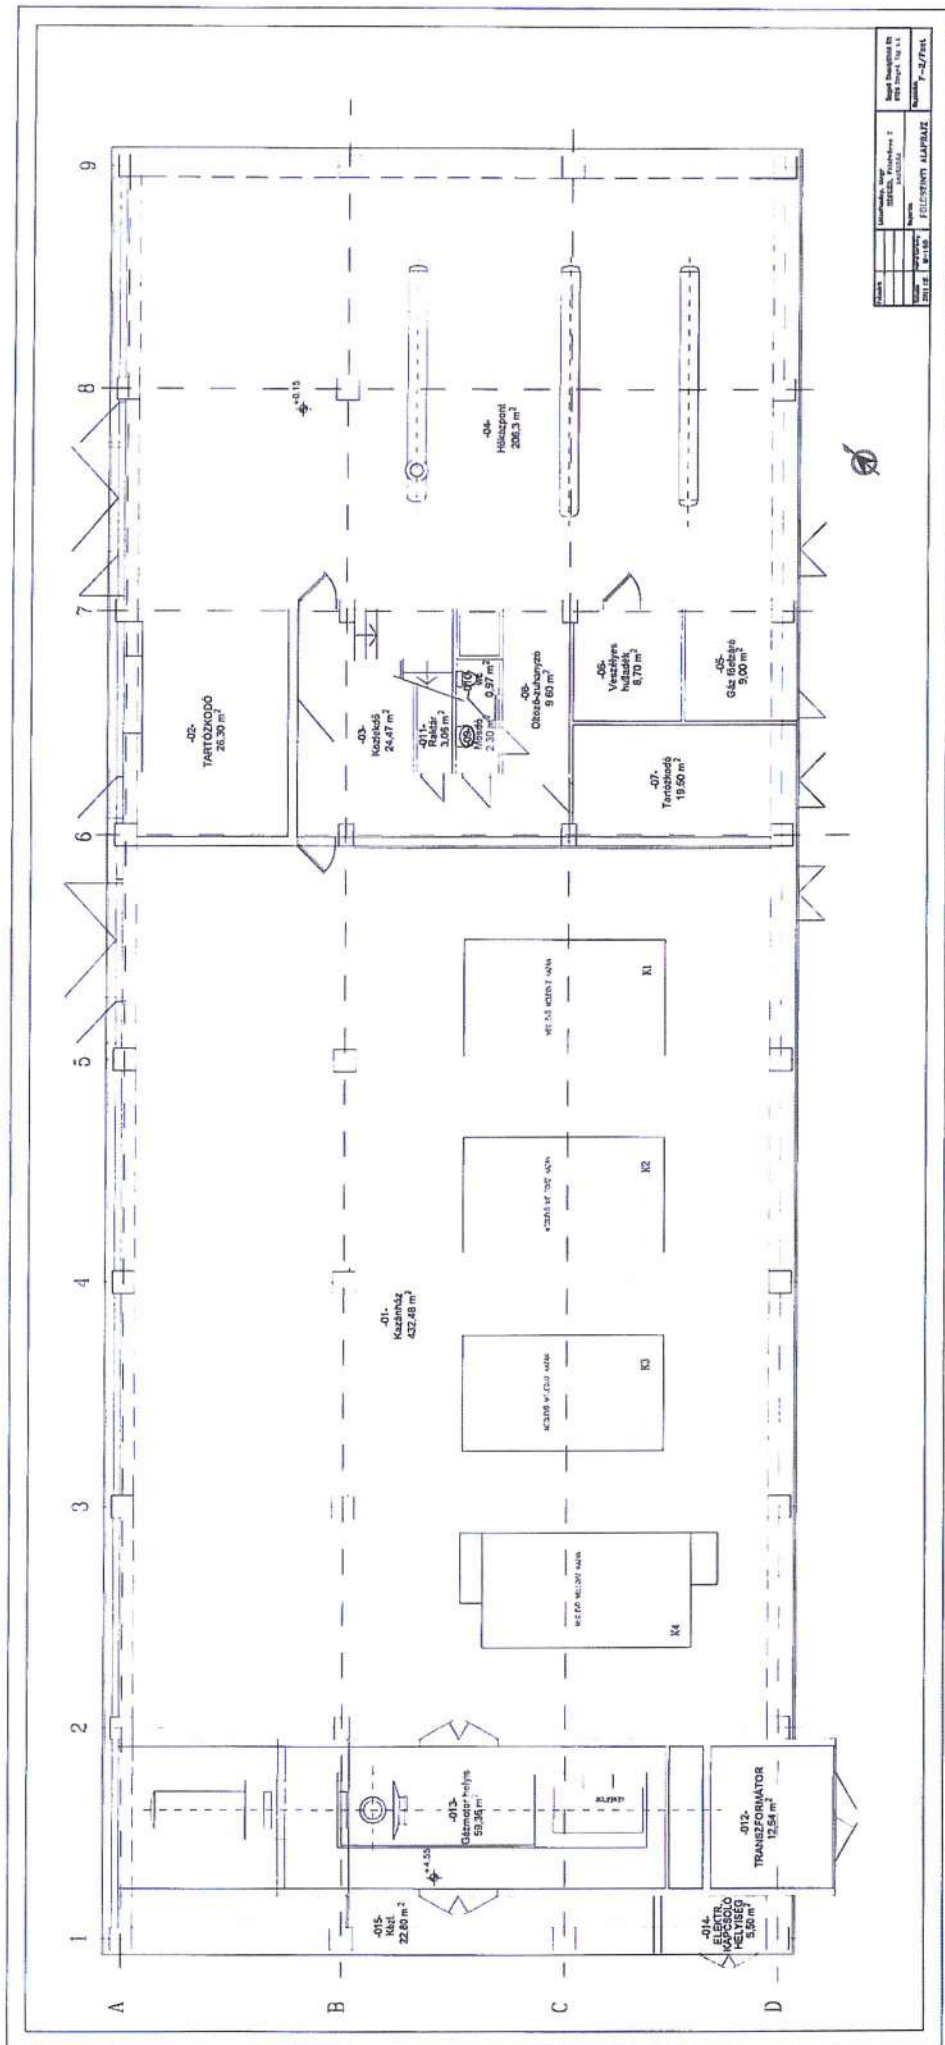 9
8
7
6
5
4
3
2
1
A
B
C
D
-02-
TARTÓZKODÓ
26,30 m²
+0.15
-04-
Hőközpont
206,3 m²
-03-
Közlekdő
24,47 m²
-011-
Raktár
3,06 m²
-09-
Mosdó
2.30 m²
-010-
WC
0,97 m²
-08-
Öltöző-zuhanyzó
9.60 m²
-06-
Veszélyes
hulladék
8,70 m²
-05-
Gáz főelzáró
9,00 m²
-07-
Tartózkodó
19,60 m²
K1
K2
-01-
Kazánház
432,48 m²
K3
K4
-013-
Gázmotor helyis
59,36 m²
+4.55
-015-
Közl.
22,80 m²
-012-
TRANSZFORMÁTOR
12,54 m²
-014-
ELEKTR.
KAPCSOLÓ
HELYISÉG
5,50 m²
FÖLDSZINTI ALAPRAJZ